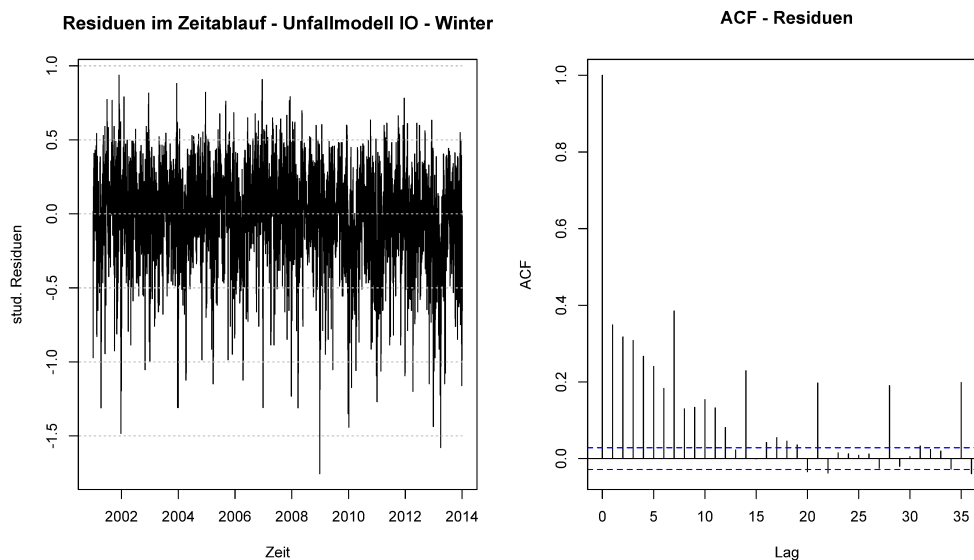 Residuen im Zeitablauf - Unfallmodell IO - Winter
stud. Residuen
1.0
0.5
0.0
-0.5
-1.0
-1.5
2002 2004 2006 2008 2010 2012 2014
Zeit
ACF - Residuen
ACF
1.0
0.8
0.6
0.4
0.2
0.0
0 5 10 15 20 25 30 35
Lag